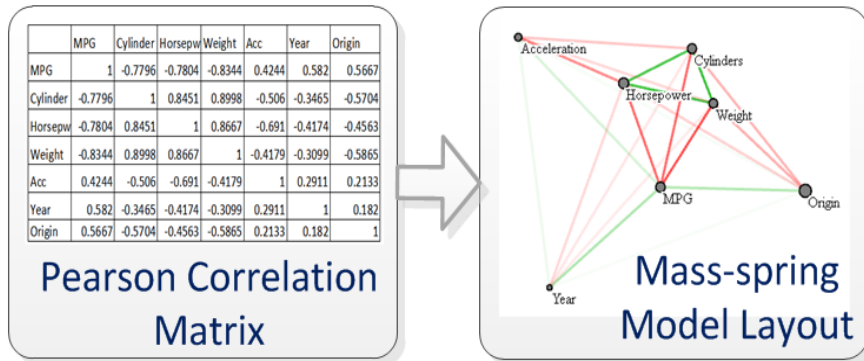 MPG Cylinder Horsepw Weight Acc Year Origin
MPG 1 -0.7796 -0.7804 -0.8344 0.4244 0.582 0.5667
Cylinder -0.7796 1 0.8451 0.8998 -0.506 -0.3465 -0.5704
Horsepw -0.7804 0.8451 1 0.8667 -0.691 -0.4174 -0.4563
Weight -0.8344 0.8998 0.8667 1 -0.4179 -0.3099 -0.5865
Acc 0.4244 -0.506 -0.691 -0.4179 1 0.2911 0.2133
Year 0.582 -0.3465 -0.4174 -0.3099 0.2911 1 0.182
Origin 0.5667 -0.5704 -0.4563 -0.5865 0.2133 0.182 1
Pearson Correlation
Matrix
Acceleration
Cylinders
Horsepower
Weight
MPG
Origin
Year
Mass-spring
Model Layout